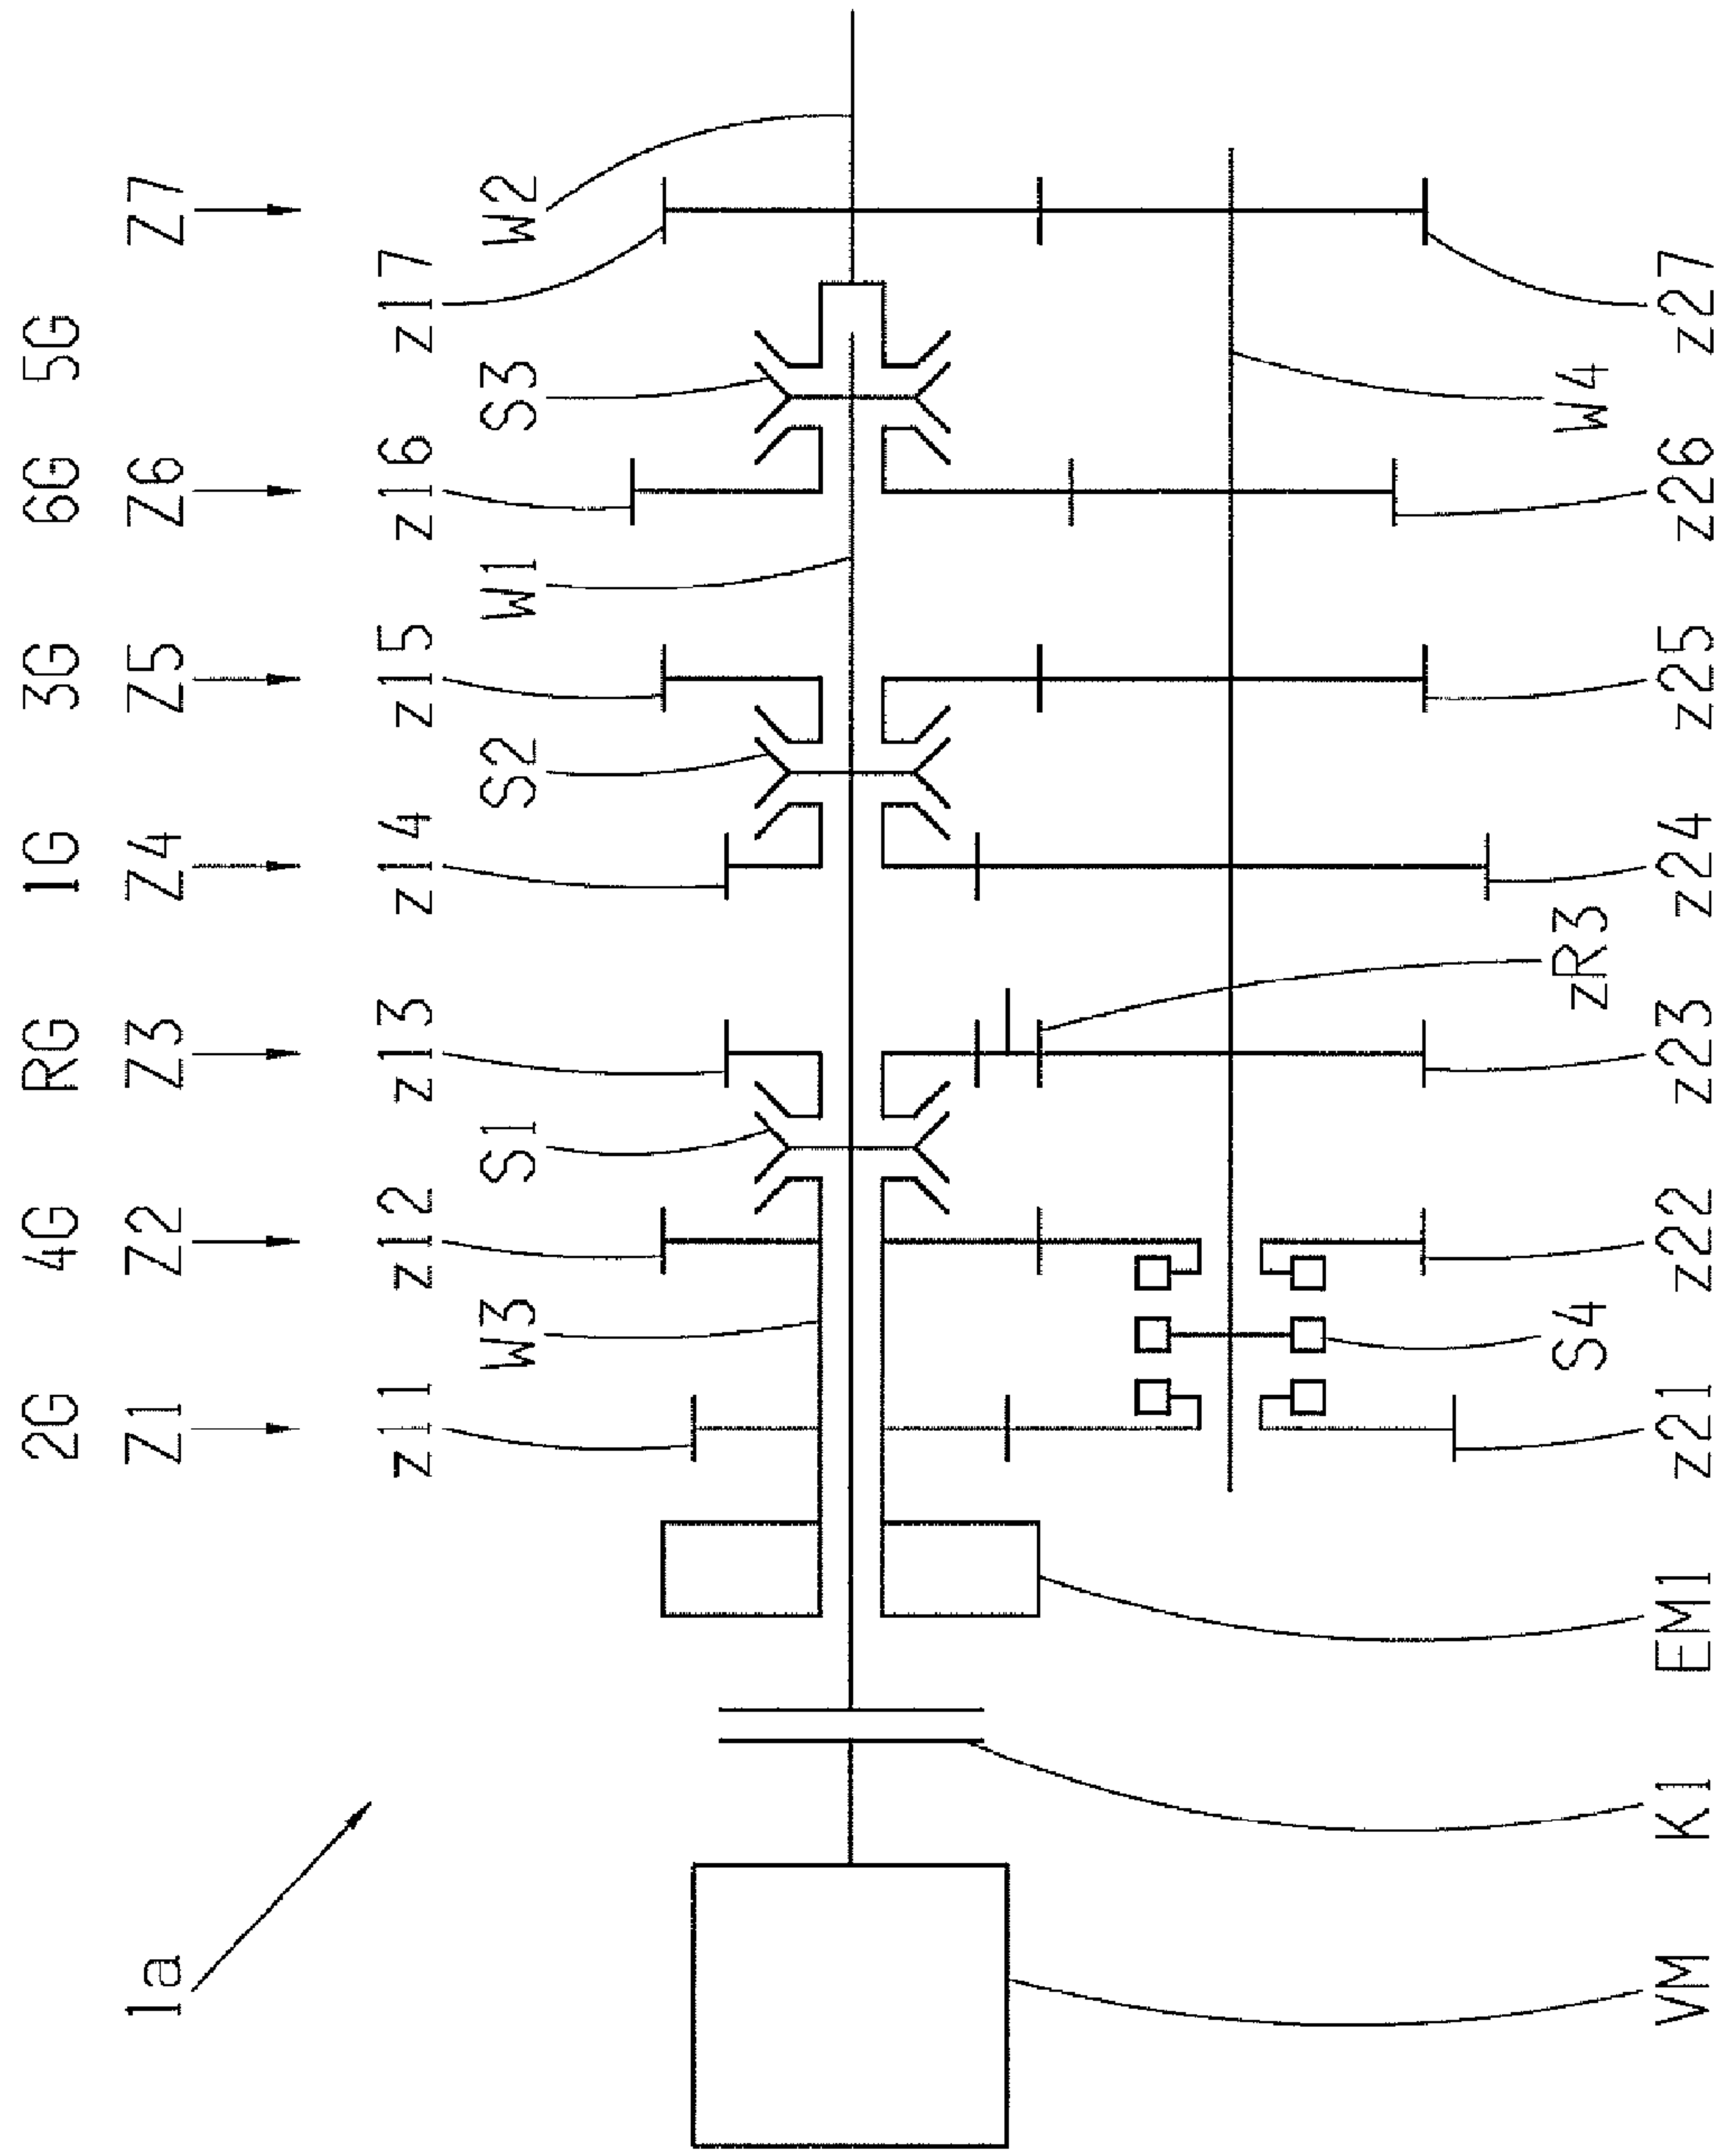 2G 4G RG 1G 3G 6G 5G
1a Z1 Z2 Z3 Z4 Z5 Z6 Z7
z11 z12 z13 z14 z15 z16 z17
W3 S1 S2 W1 S3 W2
S4 zR3 W4
VM K1 EM1 z21 z22 z23 z24 z25 z26 z27